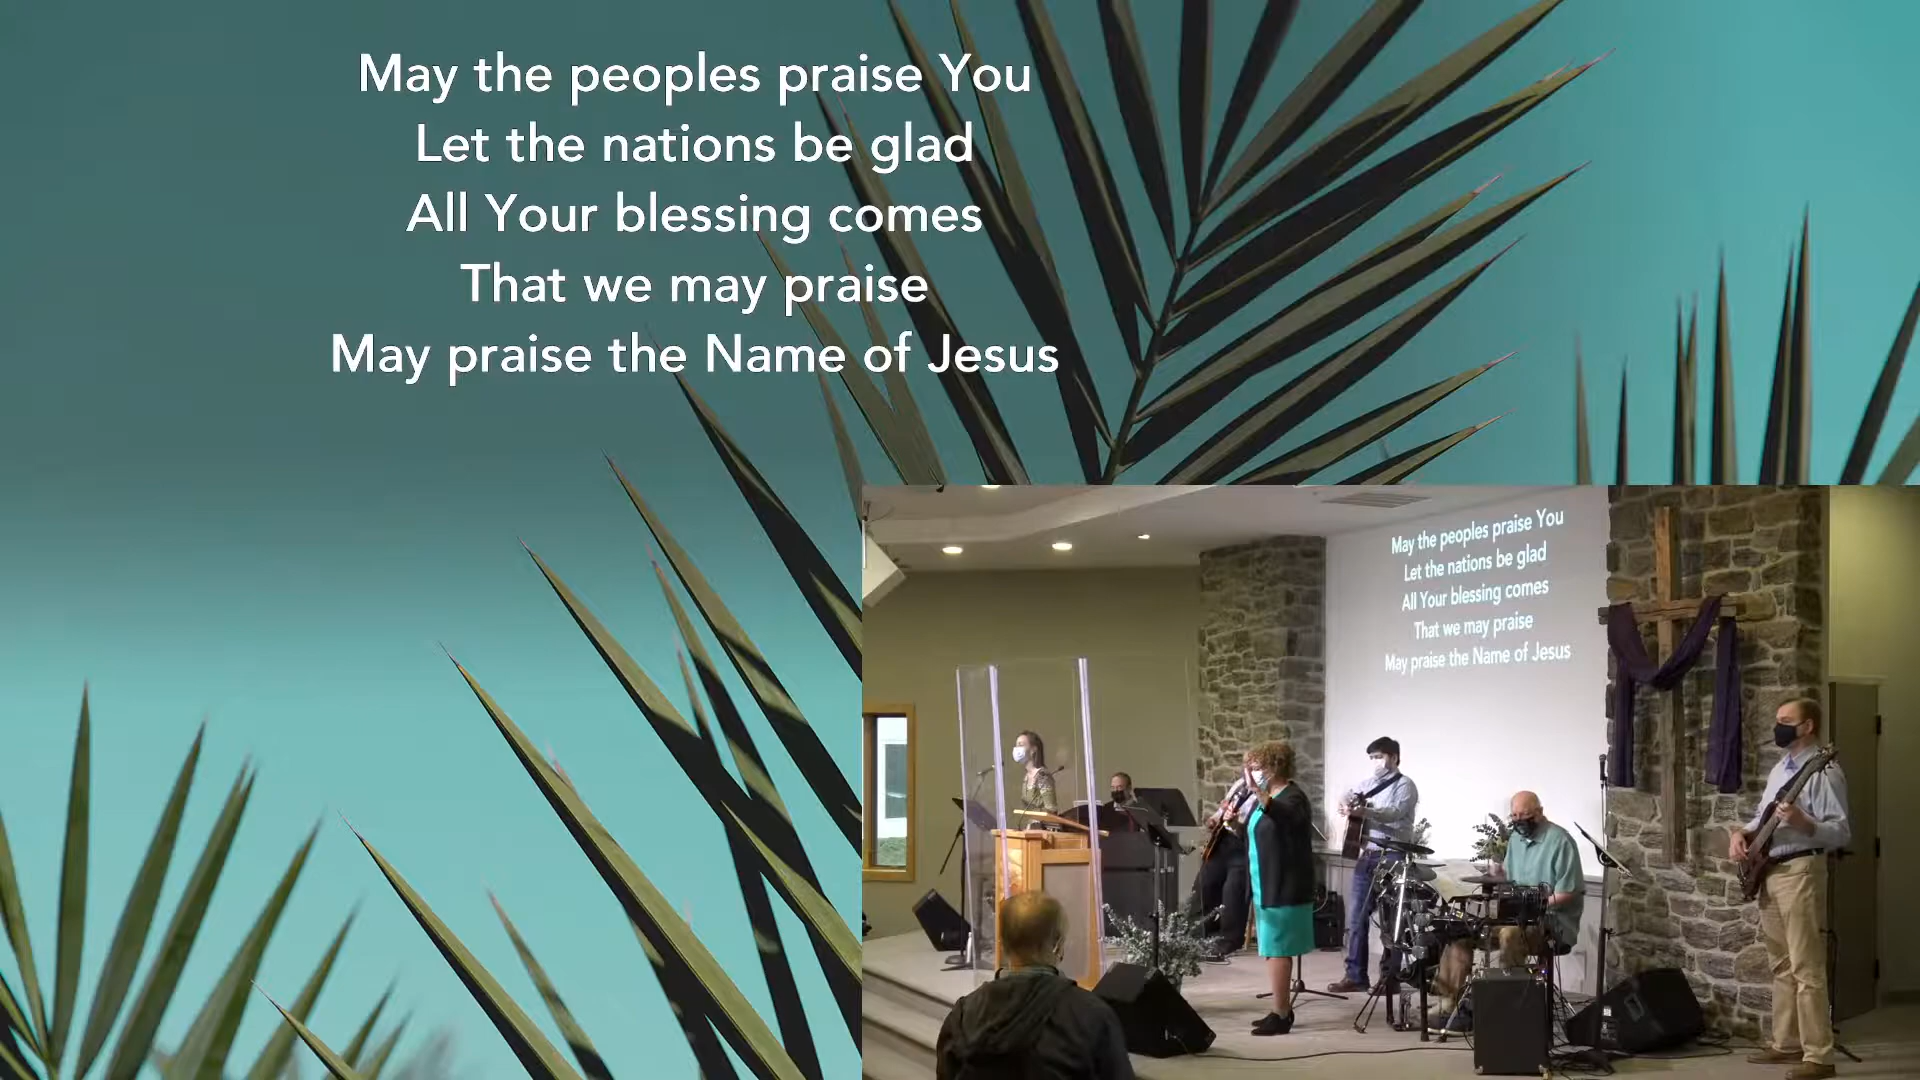 May the peoples praise You
Let the nations be glad
All Your blessing comes
That we may praise
May praise the Name of Jesus
May the peoples praise You
Let the nations be glad
All Your blessing comes
That we may praise
May praise the Name of Jesus